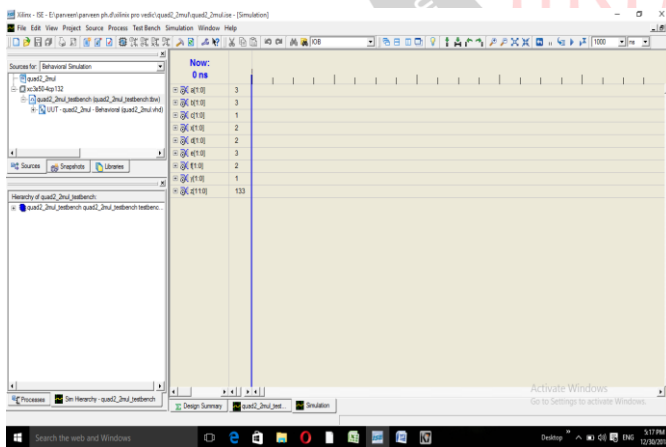 Xilinx - ISE - E:\parveen\parveen ph.d\xilinix pro vedic\quad2_2mul\quad2_2mul.ise - [Simulation]
File Edit View Project Source Process Test Bench Simulation Window Help
IOB
1000
ns
Sources for: Behavioral Simulation
quad2_2mul
xc3s50-4cp132
quad2_2mul_testbench (quad2_2mul_testbench.tbw)
UUT - quad2_2mul - Behavioral (quad2_2mul.vhd)
Sources
Snapshots
Libraries
Hierarchy of quad2_2mul_testbench:
quad2_2mul_testbench quad2_2mul_testbench testbenc...
Processes
Sim Hierarchy - quad2_2mul_testbench
Now:
0 ns
a[1:0] 3
b[1:0] 3
c[1:0] 1
x[1:0] 2
d[1:0] 2
e[1:0] 3
f[1:0] 2
y[1:0] 1
z[11:0] 133
Design Summary
quad2_2mul_test...
Simulation
Activate Windows
Go to Settings to activate Windows.
Search the web and Windows
Desktop
ENG
5:17 PM